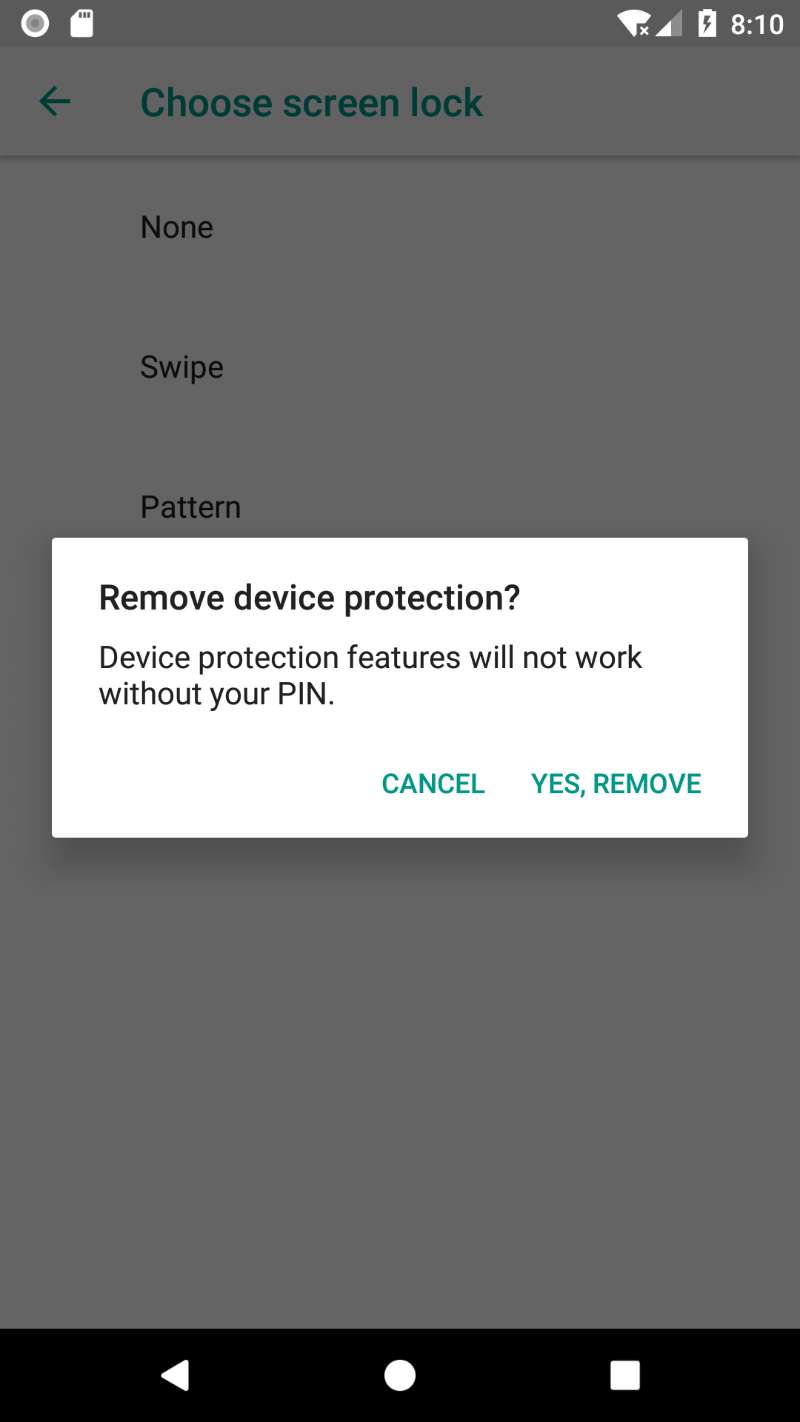 8:10
Choose screen lock
None
Swipe
Pattern
Remove device protection?
Device protection features will not work
without your PIN.
CANCEL YES, REMOVE